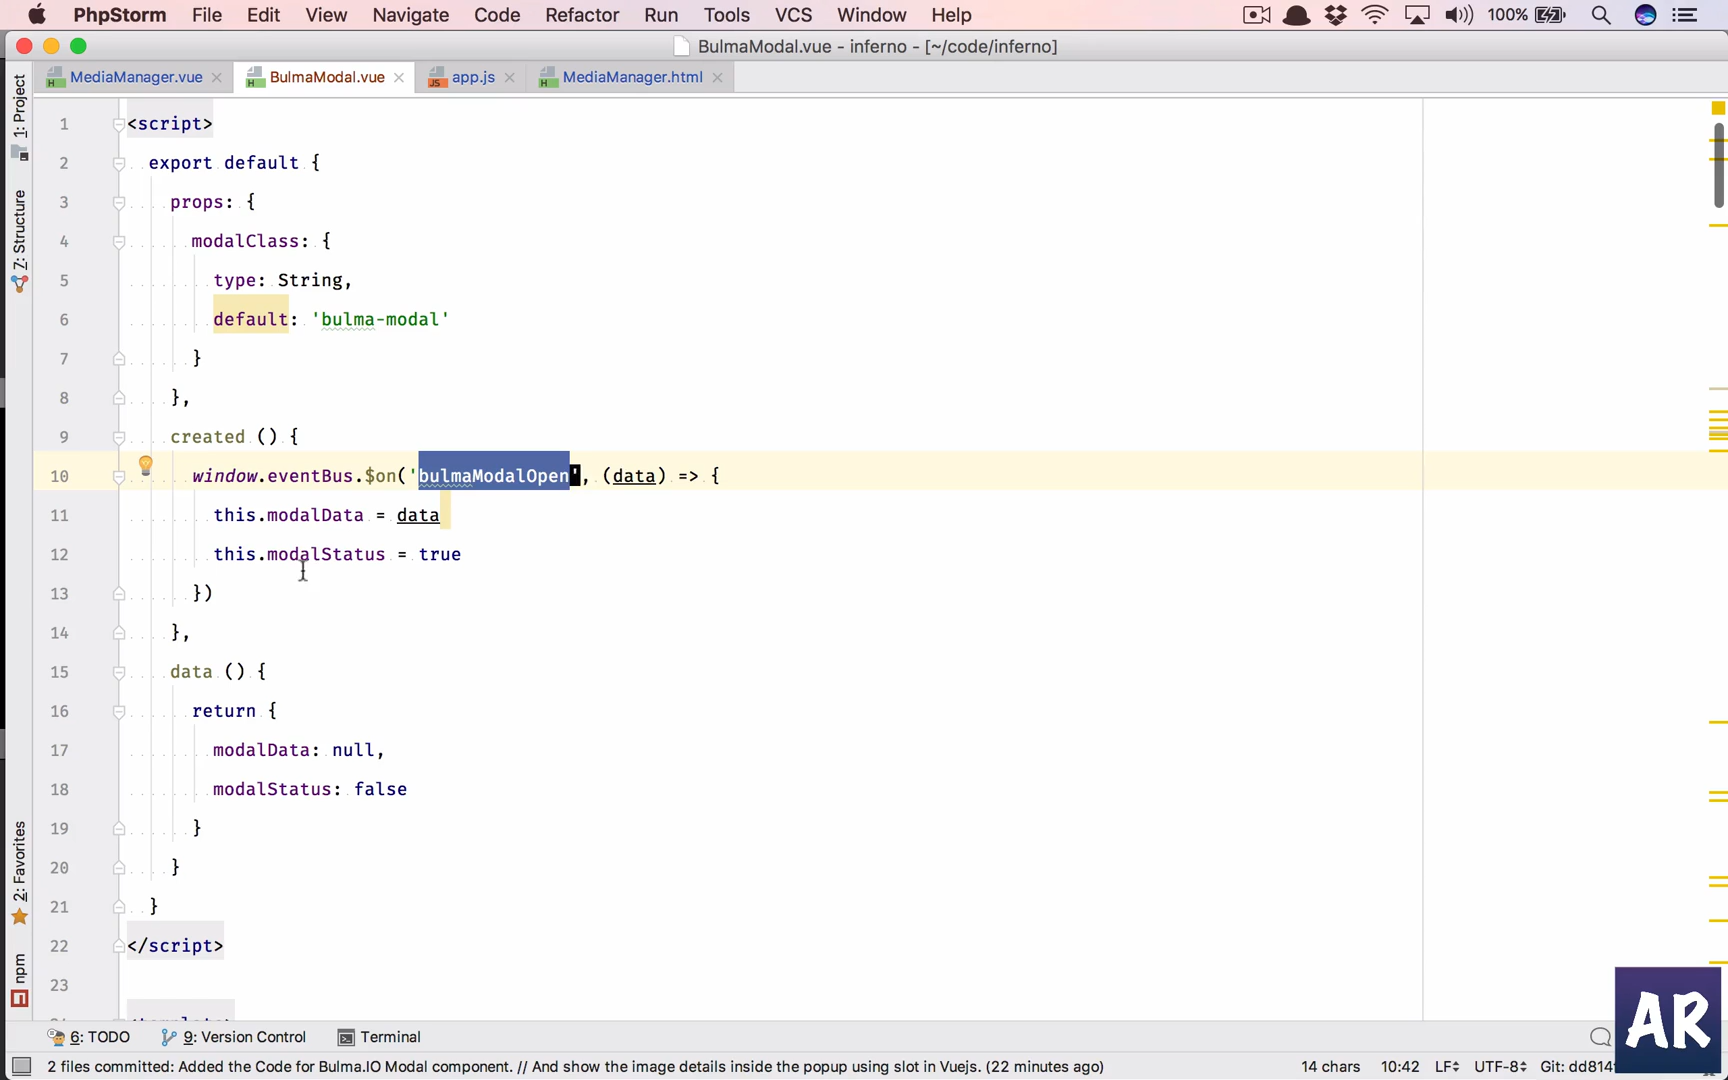 PhpStorm File Edit View Navigate Code Refactor Run Tools VCS Window Help 100%
BulmaModal.vue - inferno - [~/code/inferno]
MediaManager.vue BulmaModal.vue app.js MediaManager.html
1: Project
7: Structure
2: Favorites
npm
1 <script>
2 export default {
3 props: {
4 modalClass: {
5 type: String,
6 default: 'bulma-modal'
7 }
8 },
9 created () {
10 window.eventBus.$on('bulmaModalOpen', (data) => {
11 this.modalData = data
12 this.modalStatus = true
13 })
14 },
15 data () {
16 return {
17 modalData: null,
18 modalStatus: false
19 }
20 }
21 }
22 </script>
23
AR
6: TODO 9: Version Control Terminal
2 files committed: Added the Code for Bulma.IO Modal component. // And show the image details inside the popup using slot in Vuejs. (22 minutes ago) 14 chars 10:42 LF UTF-8 Git: dd814